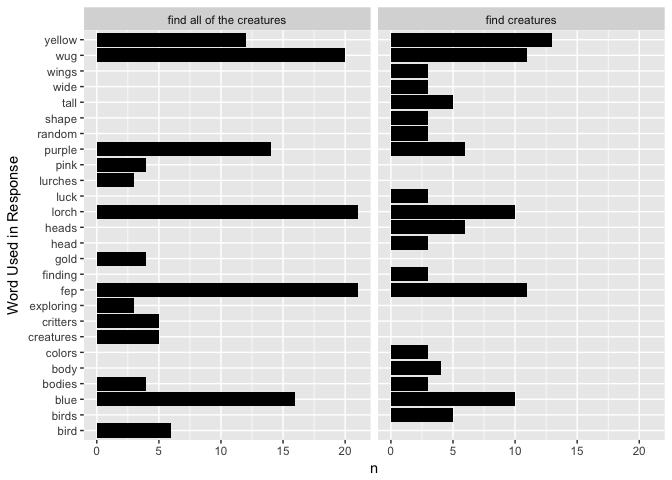 find all of the creatures
find creatures
yellow
wug
wings
wide
tall
shape
random
purple
pink
lurches
luck
lorch
heads
head
gold
finding
fep
exploring
critters
creatures
colors
body
bodies
blue
birds
bird
Word Used in Response
0 5 10 15 20
0 5 10 15 20
n